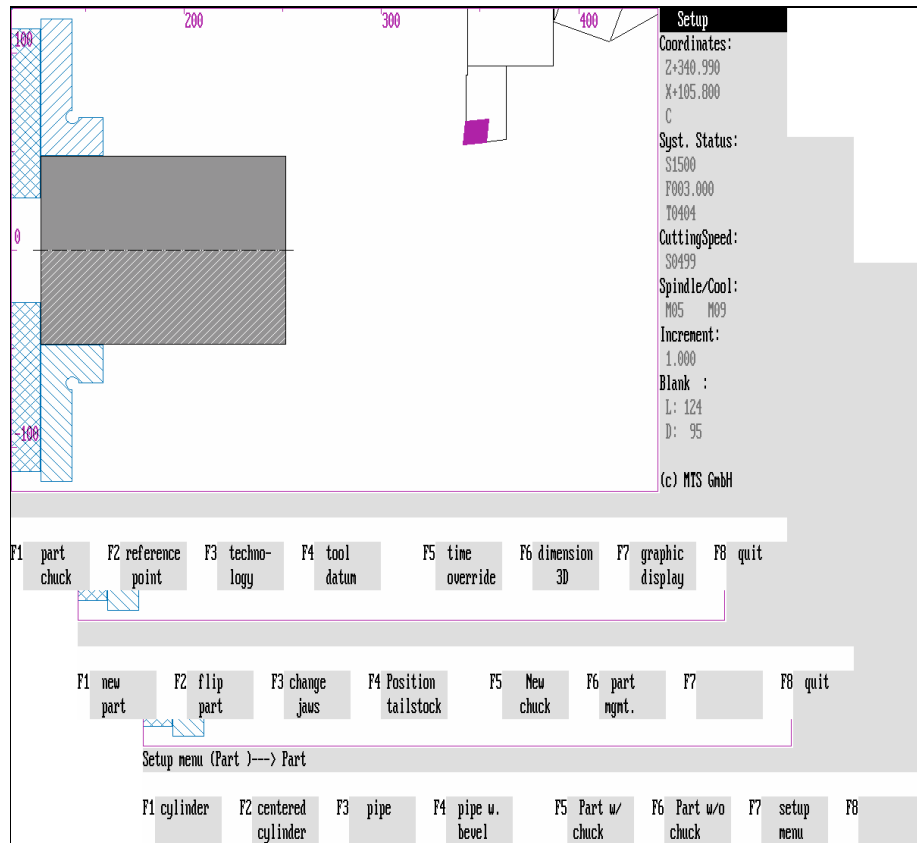 200 300 400
100
0
-100
Setup
Coordinates:
Z+340.990
X+105.800
C
Syst. Status:
S1500
F003.000
T0404
CuttingSpeed:
S0499
Spindle/Cool:
M05 M09
Increment:
1.000
Blank :
L: 124
D: 95
(c) MTS GmbH
F1 part chuck
F2 reference point
F3 techno-
logy
F4 tool datum
F5 time override
F6 dimension 3D
F7 graphic display
F8 quit
F1 new part
F2 flip part
F3 change jaws
F4 Position tailstock
F5 New chuck
F6 part mgmt.
F7
F8 quit
Setup menu (Part )---> Part
F1 cylinder
F2 centered cylinder
F3 pipe
F4 pipe w. bevel
F5 Part w/ chuck
F6 Part w/o chuck
F7 setup menu
F8